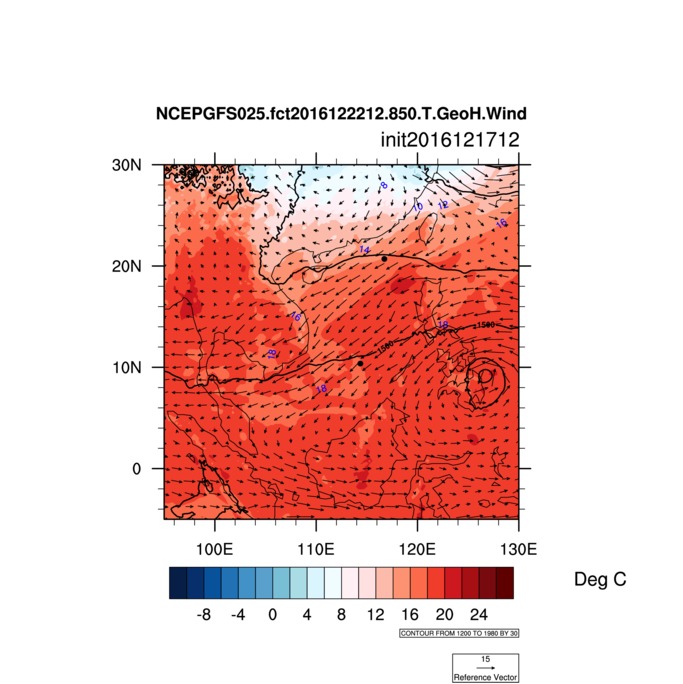 NCEPGFS025.fct2016122212.850.T.GeoH.Wind
init2016121712
30N
8
10
12
16
14
20N
16
18
1500
18
1500
10N
18
0
100E
110E
120E
130E
Deg C
-8
-4
0
4
8
12
16
20
24
CONTOUR FROM 1200 TO 1980 BY 30
15
Reference Vector